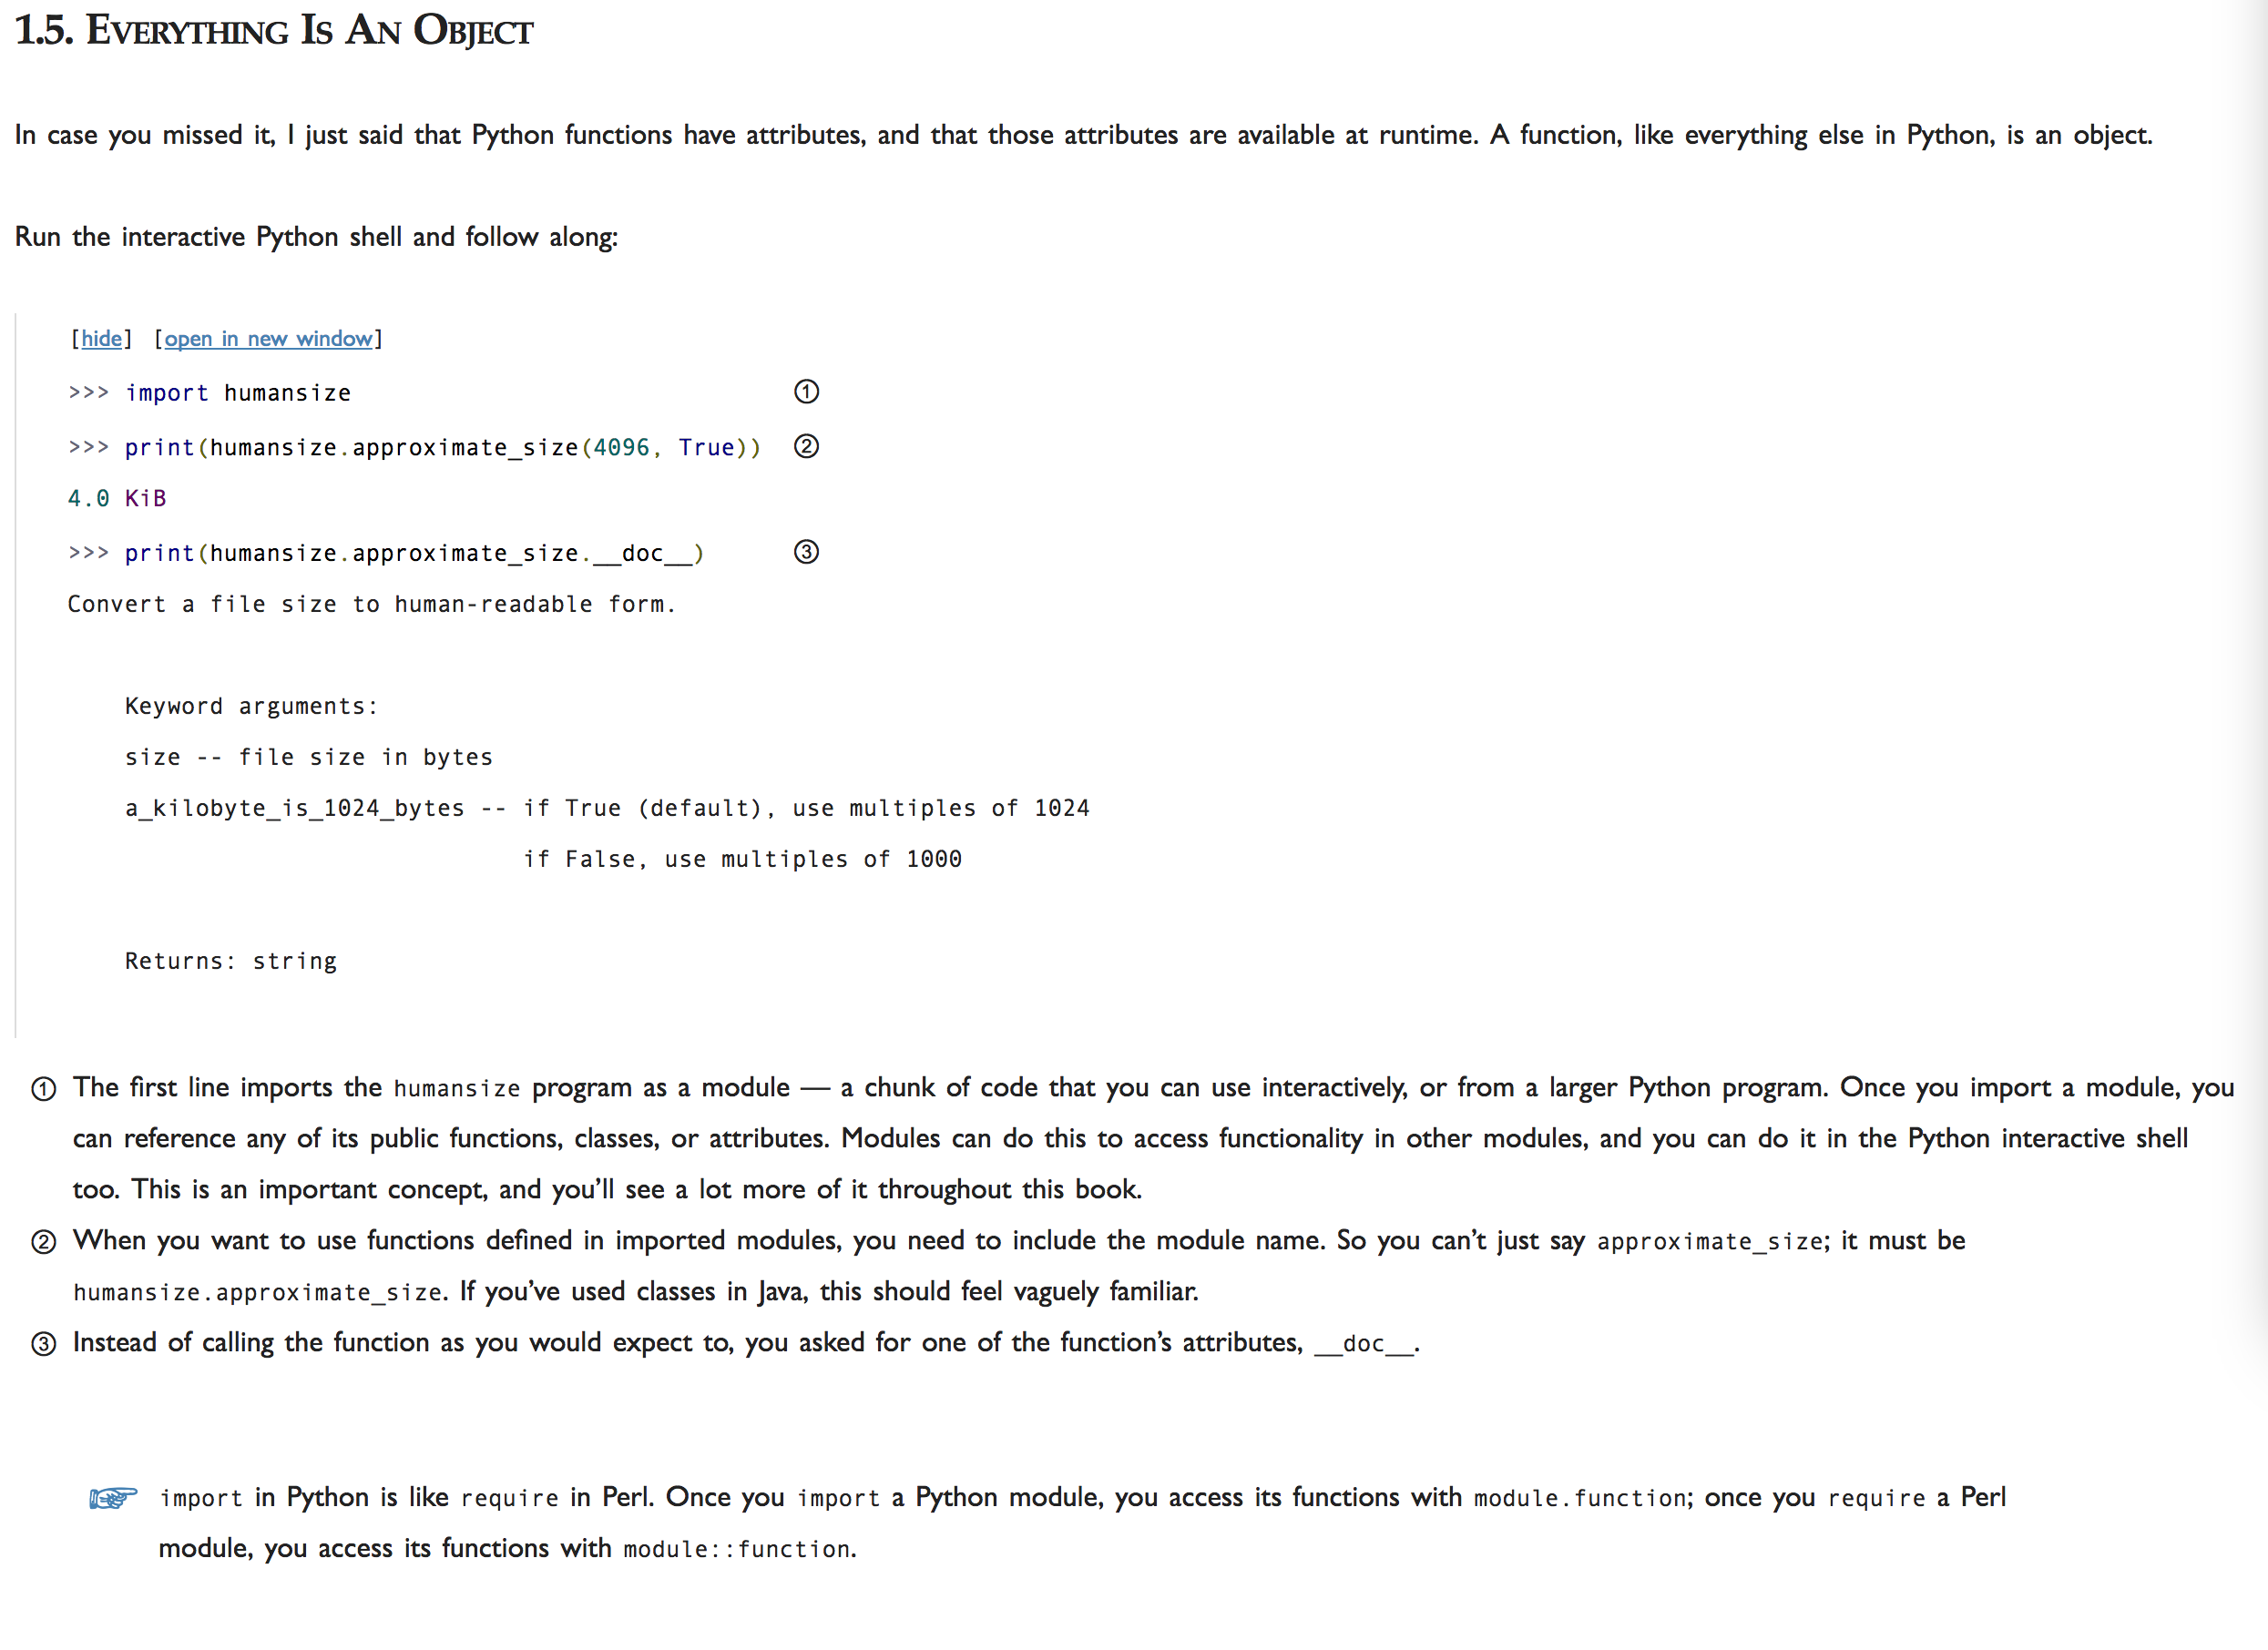 1.5. Everything Is An Object
In case you missed it, I just said that Python functions have attributes, and that those attributes are available at runtime. A function, like everything else in Python, is an object.
Run the interactive Python shell and follow along:
[hide] [open in new window]
>>> import humansize ①
>>> print(humansize.approximate_size(4096, True)) ②
4.0 KiB
>>> print(humansize.approximate_size.__doc__) ③
Convert a file size to human-readable form.
Keyword arguments:
size -- file size in bytes
a_kilobyte_is_1024_bytes -- if True (default), use multiples of 1024
if False, use multiples of 1000
Returns: string
① The first line imports the humansize program as a module — a chunk of code that you can use interactively, or from a larger Python program. Once you import a module, you
can reference any of its public functions, classes, or attributes. Modules can do this to access functionality in other modules, and you can do it in the Python interactive shell
too. This is an important concept, and you’ll see a lot more of it throughout this book.
② When you want to use functions defined in imported modules, you need to include the module name. So you can’t just say approximate_size; it must be
humansize.approximate_size. If you’ve used classes in Java, this should feel vaguely familiar.
③ Instead of calling the function as you would expect to, you asked for one of the function’s attributes, __doc__.
☞ import in Python is like require in Perl. Once you import a Python module, you access its functions with module.function; once you require a Perl
module, you access its functions with module::function.